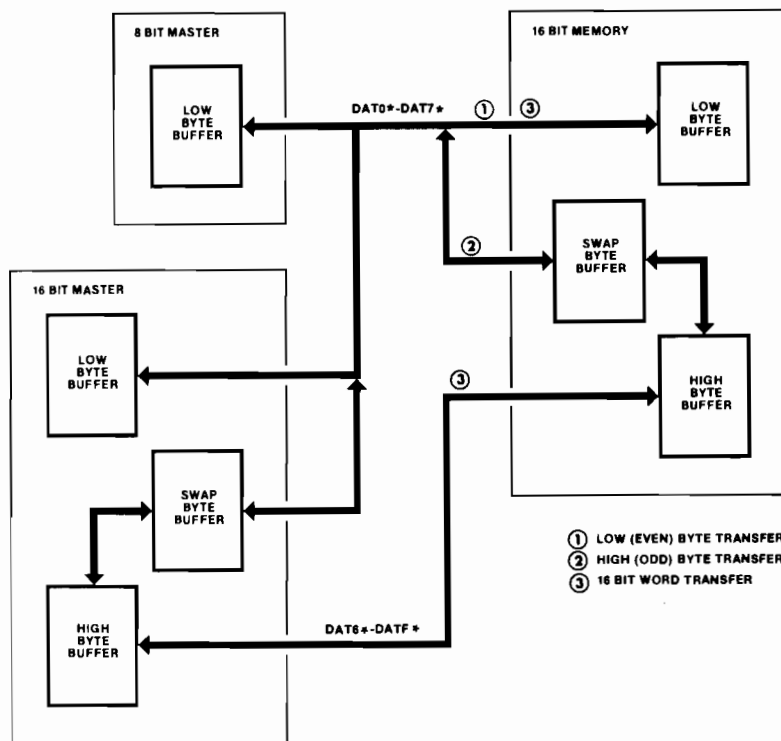 8 BIT MASTER
LOW
BYTE
BUFFER
DAT0*-DAT7*
①
③
16 BIT MEMORY
LOW
BYTE
BUFFER
②
SWAP
BYTE
BUFFER
HIGH
BYTE
BUFFER
16 BIT MASTER
LOW
BYTE
BUFFER
③
SWAP
BYTE
BUFFER
HIGH
BYTE
BUFFER
DAT6*-DATF*
① LOW (EVEN) BYTE TRANSFER
② HIGH (ODD) BYTE TRANSFER
③ 16 BIT WORD TRANSFER